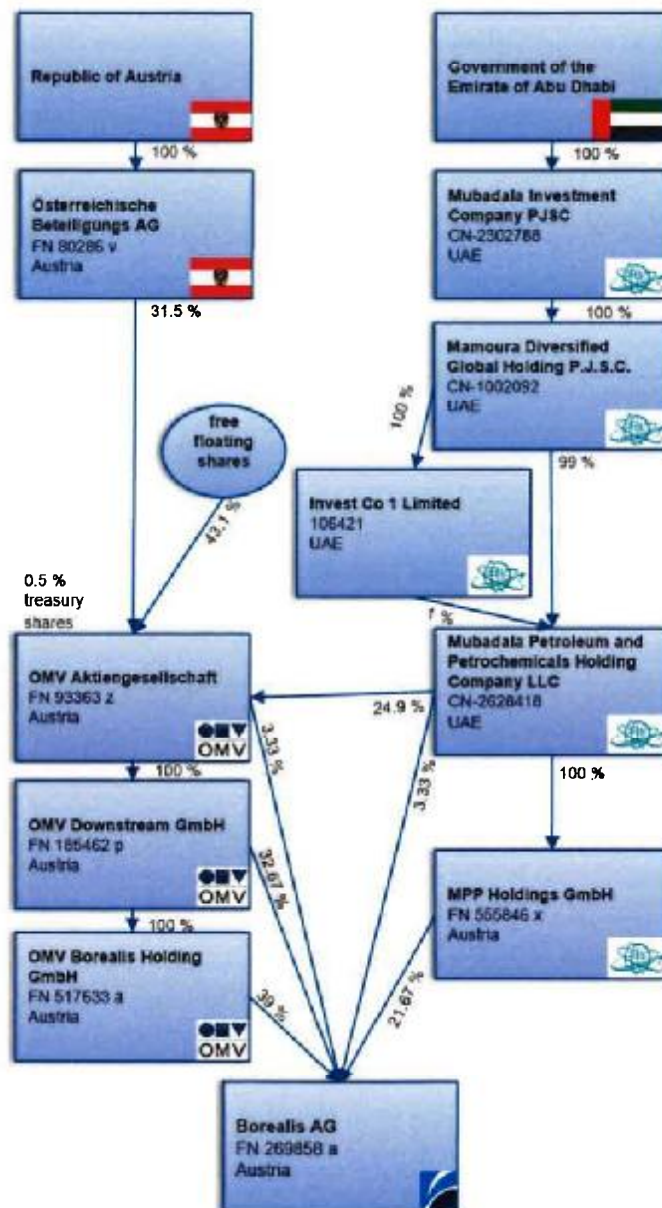 Republic of Austria
Government of the
Emirate of Abu Dhabi
100 %
100 %
Österreichische
Beteiligungs AG
FN 80286 v
Austria
Mubadala Investment
Company PJSC
CN-2302788
UAE
31.5 %
100 %
Mamoura Diversified
Global Holding P.J.S.C.
CN-1002092
UAE
free
floating
shares
100 %
99 %
Invest Co 1 Limited
106421
UAE
43.1 %
0.5 %
treasury
shares
1 %
OMV Aktiengesellschaft
FN 93363 z
Austria
OMV
Mubadala Petroleum and
Petrochemicals Holding
Company LLC
CN-2628418
UAE
24.9 %
3.33 %
3.33 %
100 %
100 %
OMV Downstream GmbH
FN 185462 p
Austria
OMV
32.67 %
MPP Holdings GmbH
FN 555846 x
Austria
100 %
OMV Borealis Holding
GmbH
FN 517633 a
Austria
OMV
39 %
21.67 %
Borealis AG
FN 269858 a
Austria